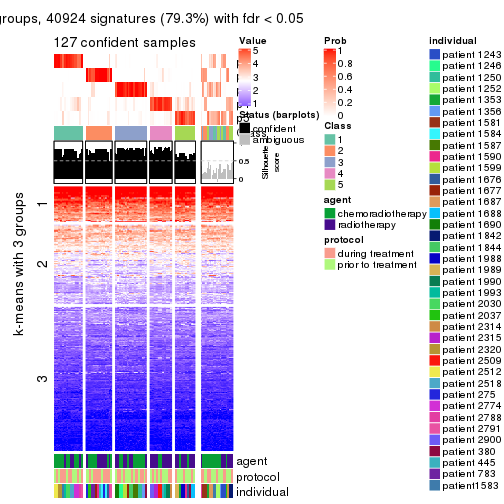 groups, 40924 signatures (79.3%) with fdr < 0.05
127 confident samples
k-means with 3 groups
1
2
3
agent
protocol
individual
Value
5
4
3
2
1
Status (barplots)
confident
ambiguous
0.5
0
Silhouette
score
Prob
1
0.8
0.6
0.4
0.2
0
Class
1
2
3
4
5
agent
chemoradiotherapy
radiotherapy
protocol
during treatment
prior to treatment
individual
patient 1243
patient 1246
patient 1250
patient 1252
patient 1353
patient 1356
patient 1581
patient 1584
patient 1587
patient 1590
patient 1599
patient 1676
patient 1677
patient 1687
patient 1688
patient 1690
patient 1842
patient 1844
patient 1988
patient 1989
patient 1990
patient 1993
patient 2030
patient 2037
patient 2314
patient 2315
patient 2320
patient 2509
patient 2512
patient 2518
patient 275
patient 2774
patient 2788
patient 2791
patient 2900
patient 380
patient 445
patient 783
patient1583